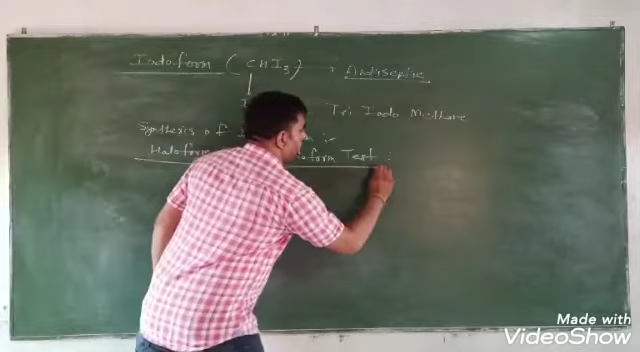 Iodoform (CHI3) → Antiseptic
I
Tri Iodo Methane
Synthesis of :-
Haloform form Test :
Made with
VideoShow